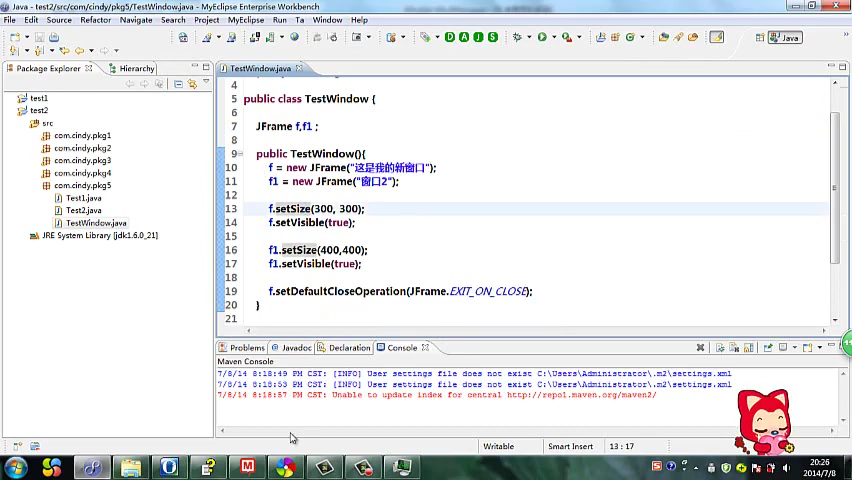 Java - test2/src/com/cindy/pkg5/TestWindow.java - MyEclipse Enterprise Workbench
File Edit Source Refactor Navigate Search Project MyEclipse Run Tools Window Help
Java
Package Explorer
Hierarchy
test1
test2
src
com.cindy.pkg1
com.cindy.pkg2
com.cindy.pkg3
com.cindy.pkg4
com.cindy.pkg5
Test1.java
Test2.java
TestWindow.java
JRE System Library [jdk1.6.0_21]
TestWindow.java
4
5 public class TestWindow {
6
7 JFrame f,f1 ;
8
9 public TestWindow(){
10 f = new JFrame("这是我的新窗口");
11 f1 = new JFrame("窗口2");
12
13 f.setSize(300, 300);
14 f.setVisible(true);
15
16 f1.setSize(400,400);
17 f1.setVisible(true);
18
19 f.setDefaultCloseOperation(JFrame.EXIT_ON_CLOSE);
20 }
21
Problems Javadoc Declaration Console
Maven Console
7/8/14 8:18:49 PM CST: [INFO] User settings file does not exist C:\Users\Administrator\.m2\settings.xml
7/8/14 8:18:53 PM CST: [INFO] User settings file does not exist C:\Users\Administrator\.m2\settings.xml
7/8/14 8:18:57 PM CST: Unable to update index for central http://repo1.maven.org/maven2/
Writable
Smart Insert
13 : 17
20:26
2014/7/8